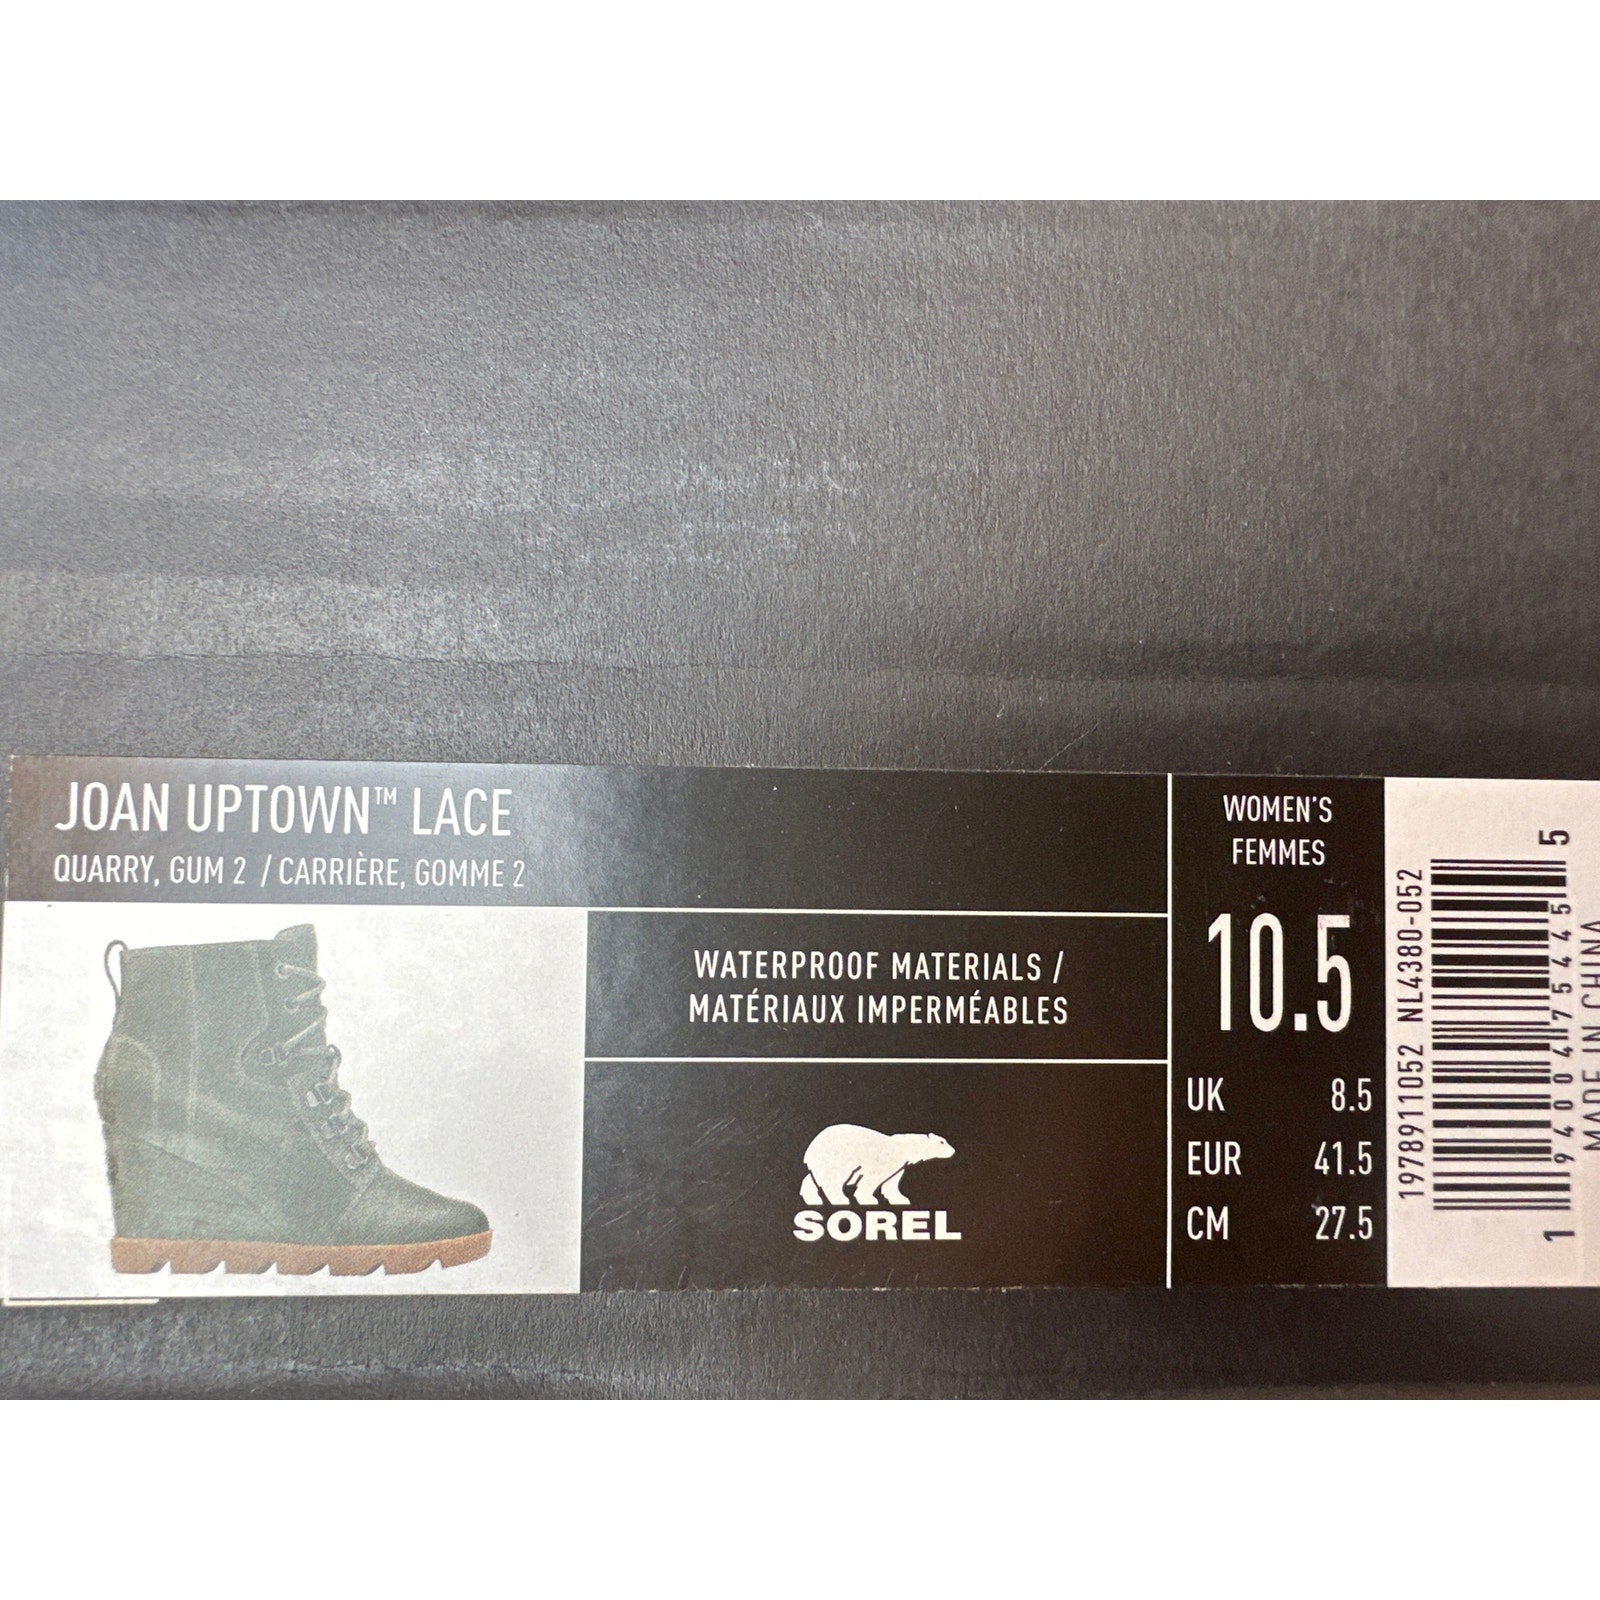 JOAN UPTOWN™ LACE
QUARRY, GUM 2 / CARRIÈRE, GOMME 2
WATERPROOF MATERIALS /
MATÉRIAUX IMPERMÉABLES
SOREL
WOMEN'S
FEMMES
10.5
UK 8.5
EUR 41.5
CM 27.5
1978911052 NL4380-052
1 94004 75445 5
MADE IN CHINA